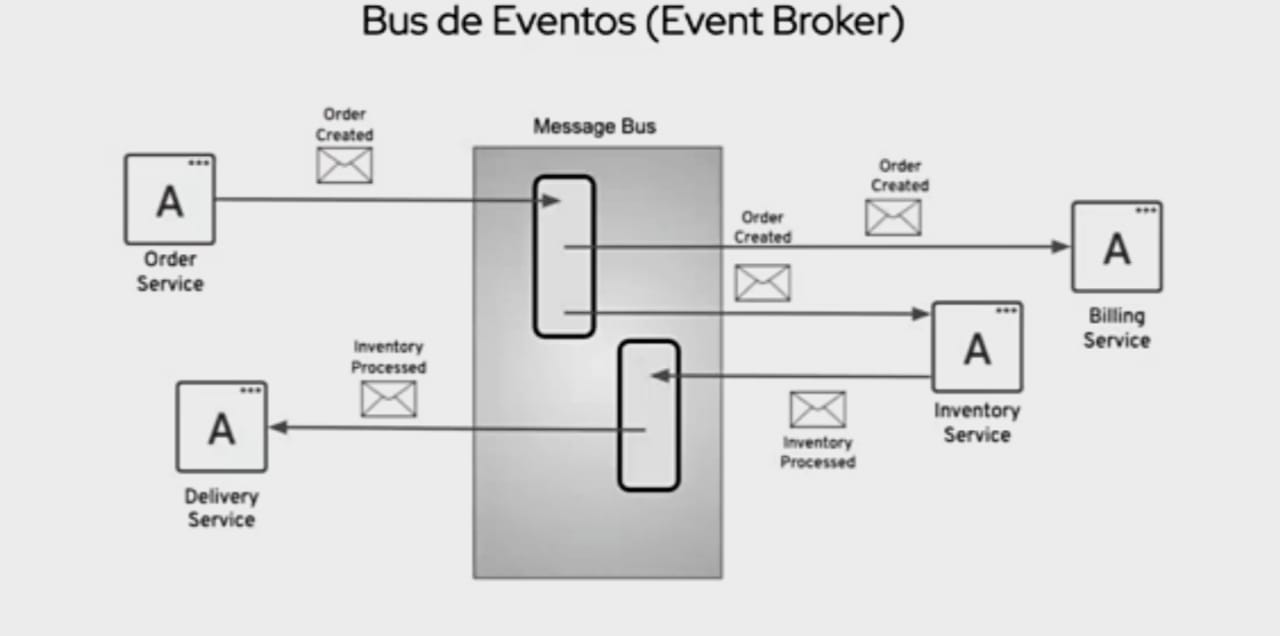 Bus de Eventos (Event Broker)
Order
Created
Message Bus
A
Order
Service
Order
Created
Order
Created
A
Billing
Service
A
Inventory
Service
Inventory
Processed
Inventory
Processed
A
Delivery
Service